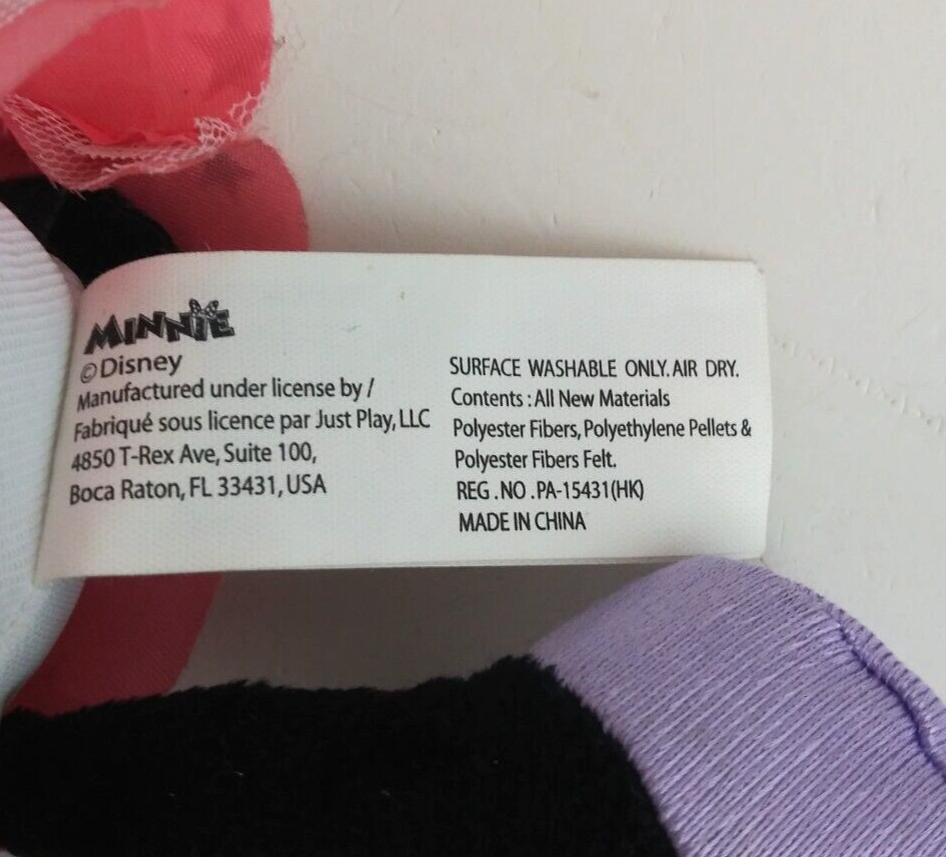 MINNIE
©Disney
Manufactured under license by /
Fabriqué sous licence par Just Play, LLC
4850 T-Rex Ave, Suite 100,
Boca Raton, FL 33431, USA
SURFACE WASHABLE ONLY. AIR DRY.
Contents : All New Materials
Polyester Fibers, Polyethylene Pellets &
Polyester Fibers Felt.
REG .NO .PA-15431(HK)
MADE IN CHINA